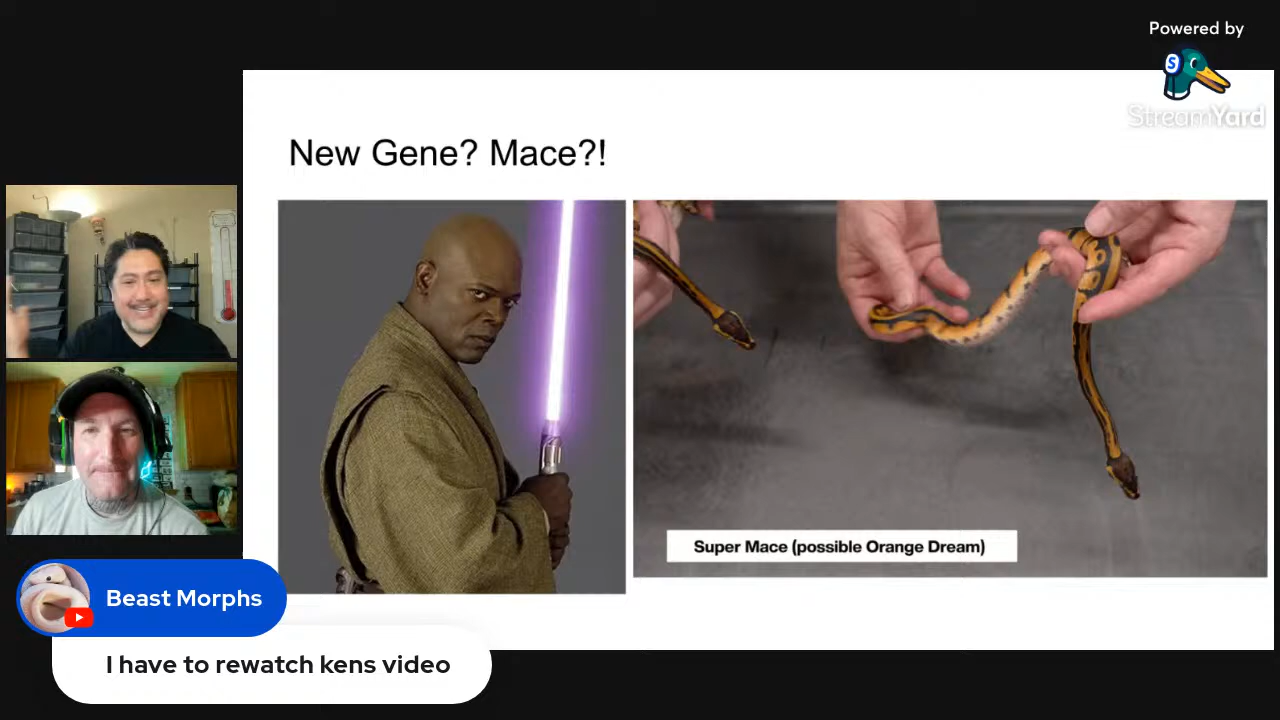 Powered by
StreamYard
New Gene? Mace?!
Super Mace (possible Orange Dream)
Beast Morphs
I have to rewatch kens video